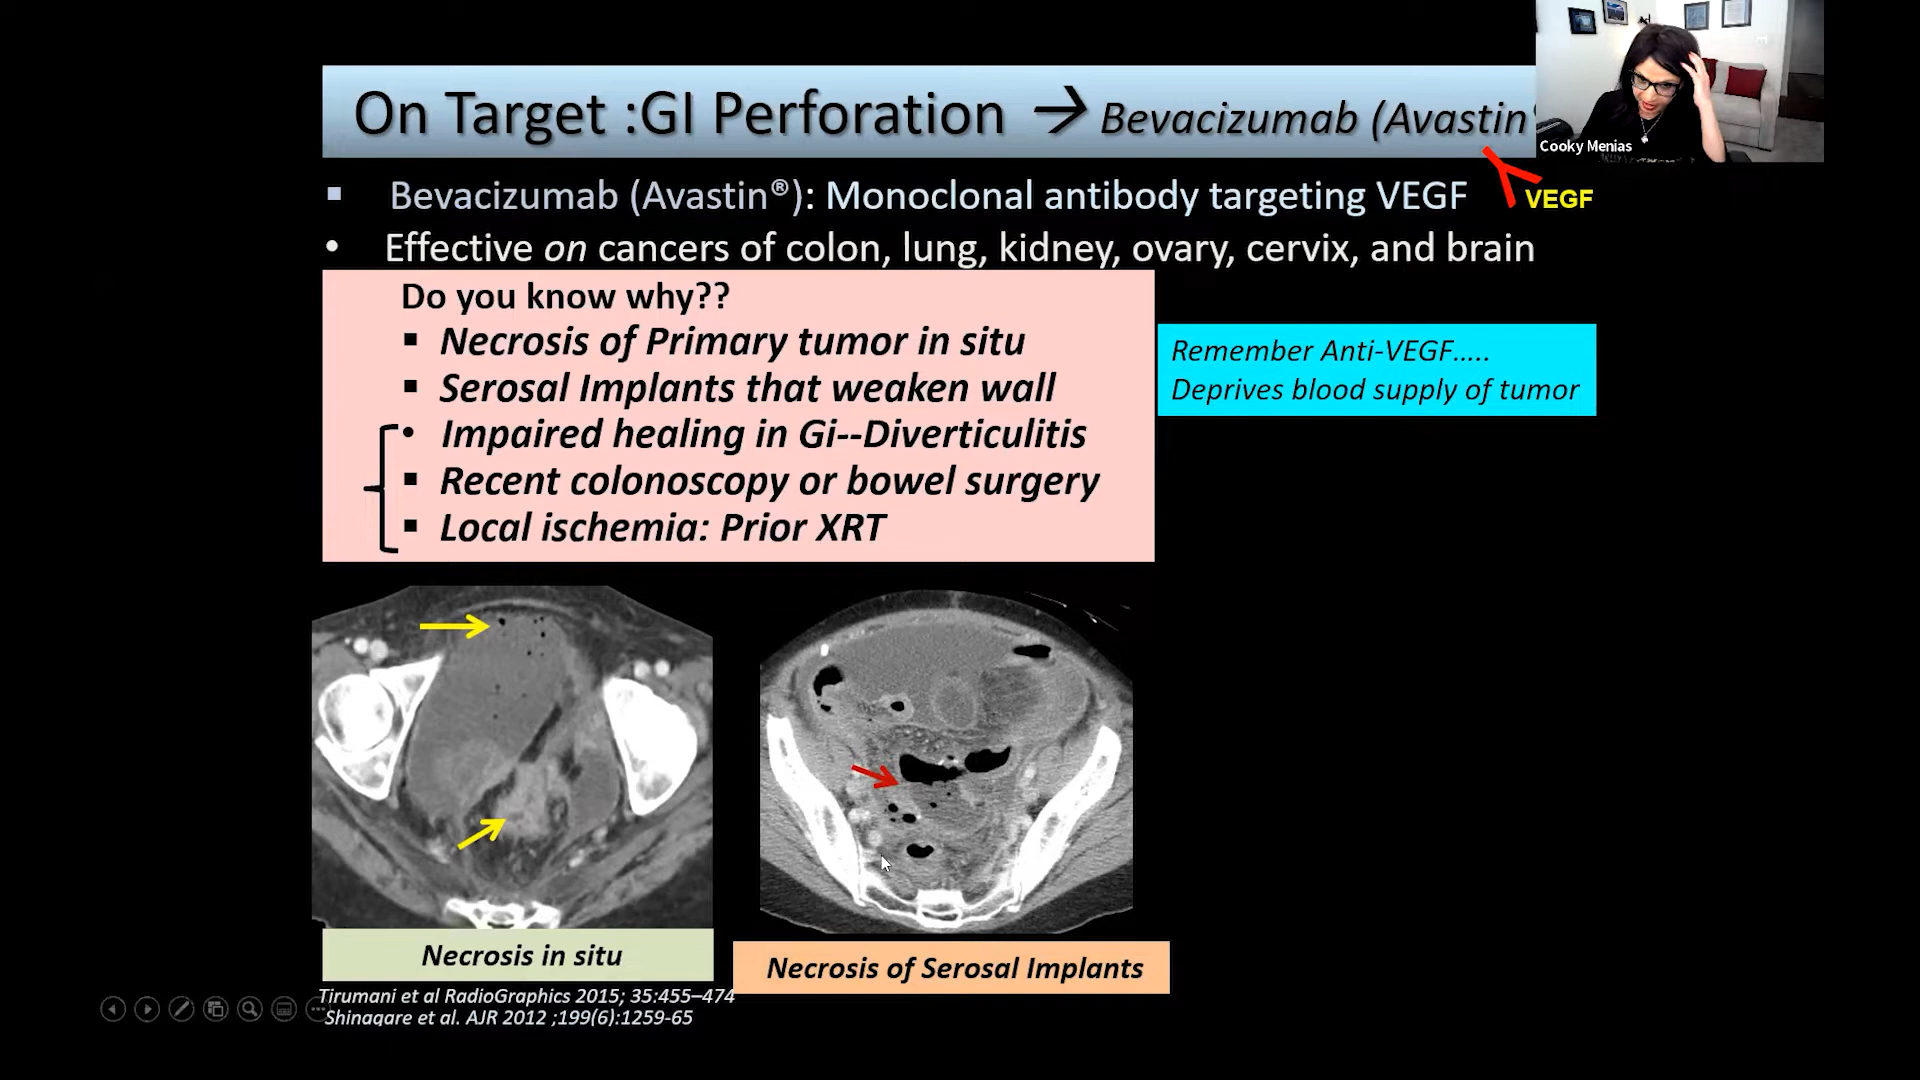 On Target :GI Perforation → Bevacizumab (Avastin
Cooky Menias
▪ Bevacizumab (Avastin®): Monoclonal antibody targeting VEGF
VEGF
• Effective on cancers of colon, lung, kidney, ovary, cervix, and brain
Do you know why??
▪ Necrosis of Primary tumor in situ
▪ Serosal Implants that weaken wall
• Impaired healing in Gi--Diverticulitis
▪ Recent colonoscopy or bowel surgery
▪ Local ischemia: Prior XRT
Remember Anti-VEGF.....
Deprives blood supply of tumor
Necrosis in situ
Necrosis of Serosal Implants
Tirumani et al RadioGraphics 2015; 35:455–474
Shinagare et al. AJR 2012 ;199(6):1259-65